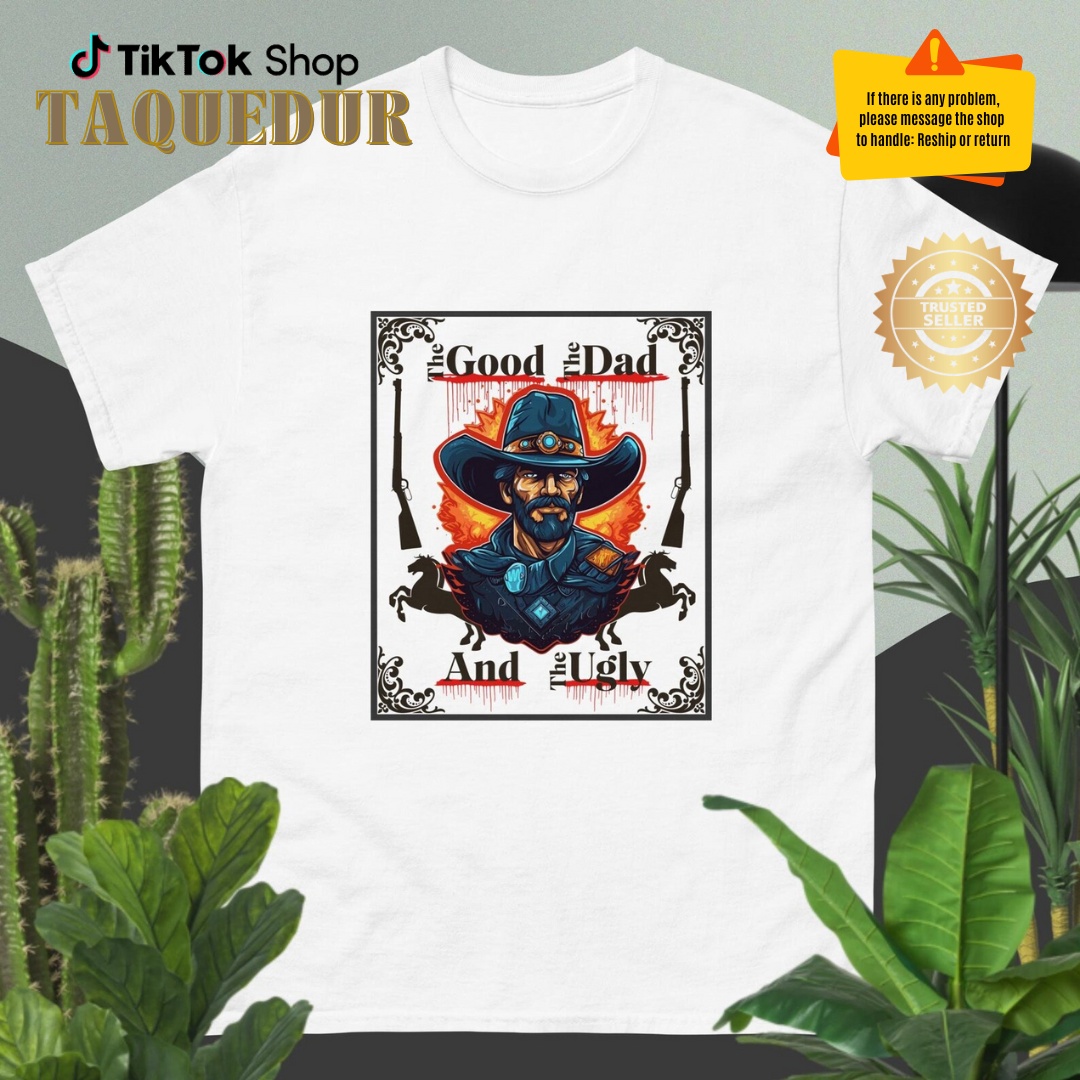 TikTok Shop
TAQUEDUR
If there is any problem,
please message the shop
to handle: Reship or return
TRUSTED
SELLER
The Good The Dad
And The Ugly